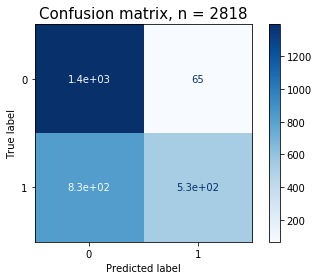 Confusion matrix, n = 2818
0
1.4e+03
65
1
8.3e+02
5.3e+02
0
1
True label
Predicted label
1200
1000
800
600
400
200